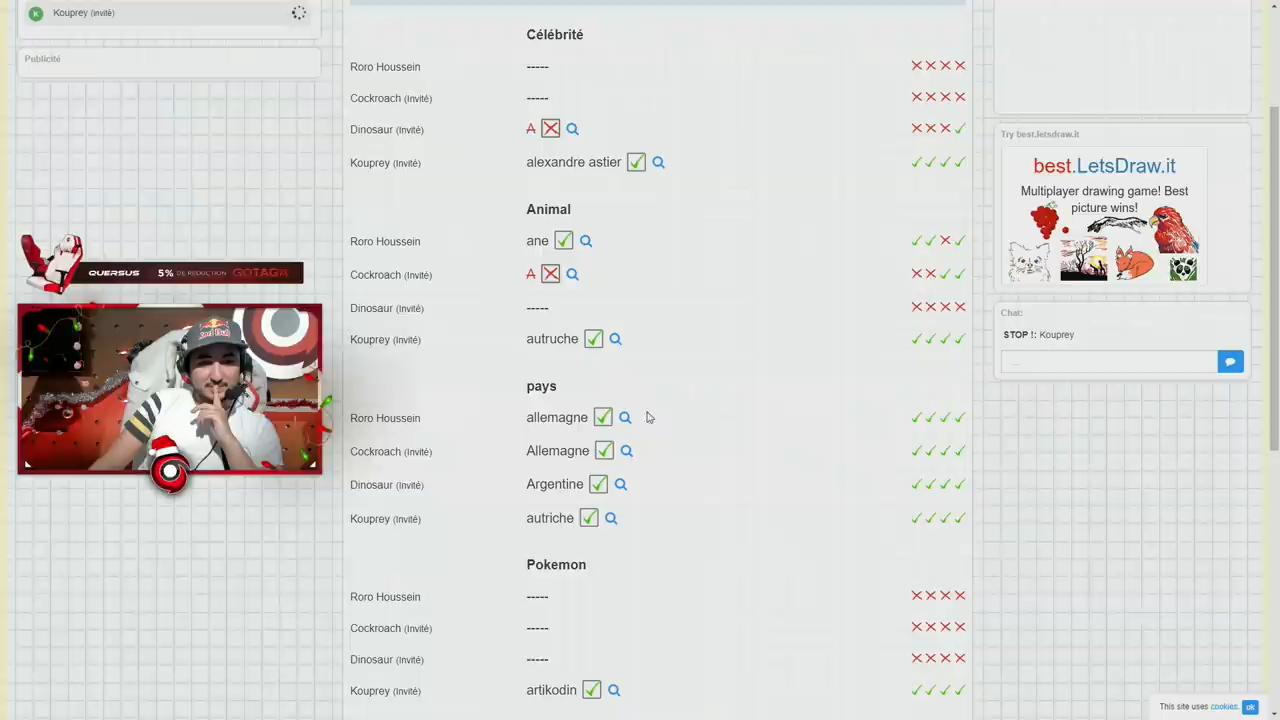 Kouprey (invité)
K
Publicité
QUERSUS 5% DE REDUCTION GOTAGA
Red Bull
Célébrité
Roro Houssein -----
Cockroach (Invité) -----
Dinosaur (Invité) A
Kouprey (Invité) alexandre astier
Animal
Roro Houssein ane
Cockroach (Invité) A
Dinosaur (Invité) -----
Kouprey (Invité) autruche
pays
Roro Houssein allemagne
Cockroach (Invité) Allemagne
Dinosaur (Invité) Argentine
Kouprey (Invité) autriche
Pokemon
Roro Houssein -----
Cockroach (Invité) -----
Dinosaur (Invité) -----
Kouprey (Invité) artikodin
Try best.letsdraw.it
best.LetsDraw.it
Multiplayer drawing game! Best
picture wins!
Chat:
STOP !: Kouprey
...
This site uses cookies. ok